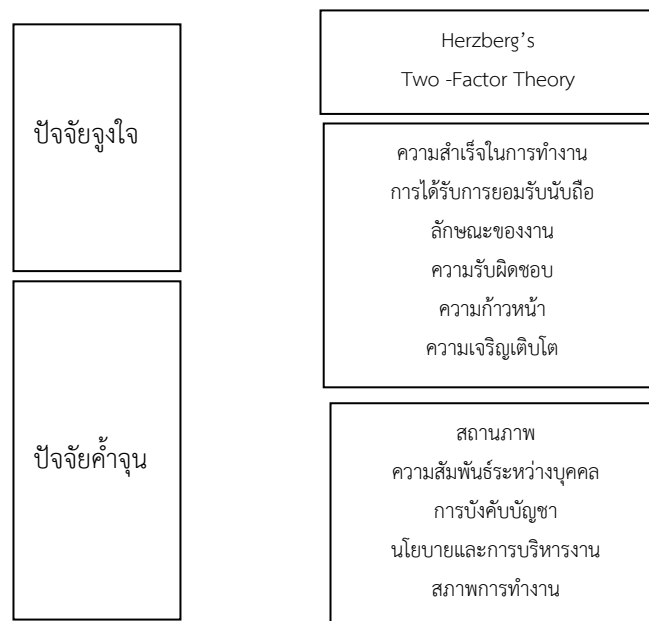 Herzberg’s
Two -Factor Theory
ปัจจัยจูงใจ
ความสำเร็จในการทำงาน
การได้รับการยอมรับนับถือ
ลักษณะของงาน
ความรับผิดชอบ
ความก้าวหน้า
ความเจริญเติบโต
ปัจจัยค้ำจุน
สถานภาพ
ความสัมพันธ์ระหว่างบุคคล
การบังคับบัญชา
นโยบายและการบริหารงาน
สภาพการทำงาน